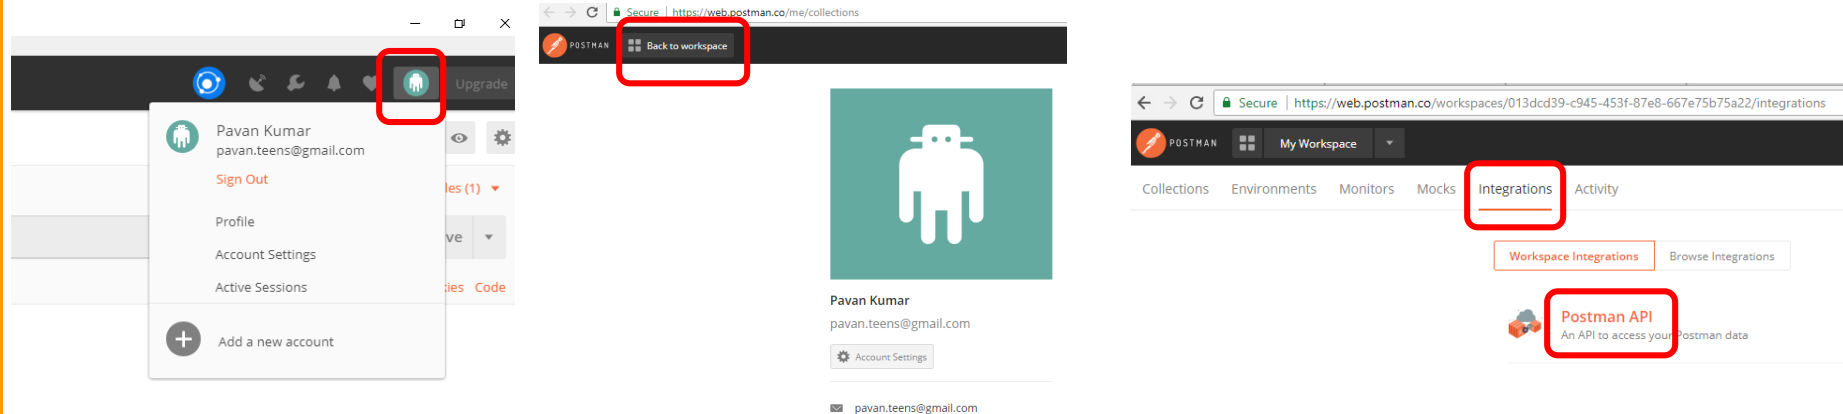 Upgrade
Pavan Kumar
pavan.teens@gmail.com
Sign Out
les (1)
Profile
ve
Account Settings
Active Sessions
ies Code
Add a new account
Secure https://web.postman.co/me/collections
POSTMAN Back to workspace
Pavan Kumar
pavan.teens@gmail.com
Account Settings
pavan.teens@gmail.com
Secure https://web.postman.co/workspaces/013dcd39-c945-453f-87e8-667e75b75a22/integrations
POSTMAN My Workspace
Collections Environments Monitors Mocks Integrations Activity
Workspace Integrations Browse Integrations
Postman API
An API to access your Postman data